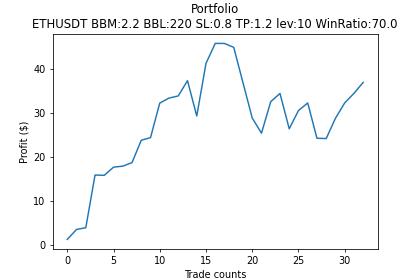 Portfolio
ETHUSDT BBM:2.2 BBL:220 SL:0.8 TP:1.2 lev:10 WinRatio:70.0
Profit ($)
40
30
20
10
0
0 5 10 15 20 25 30
Trade counts